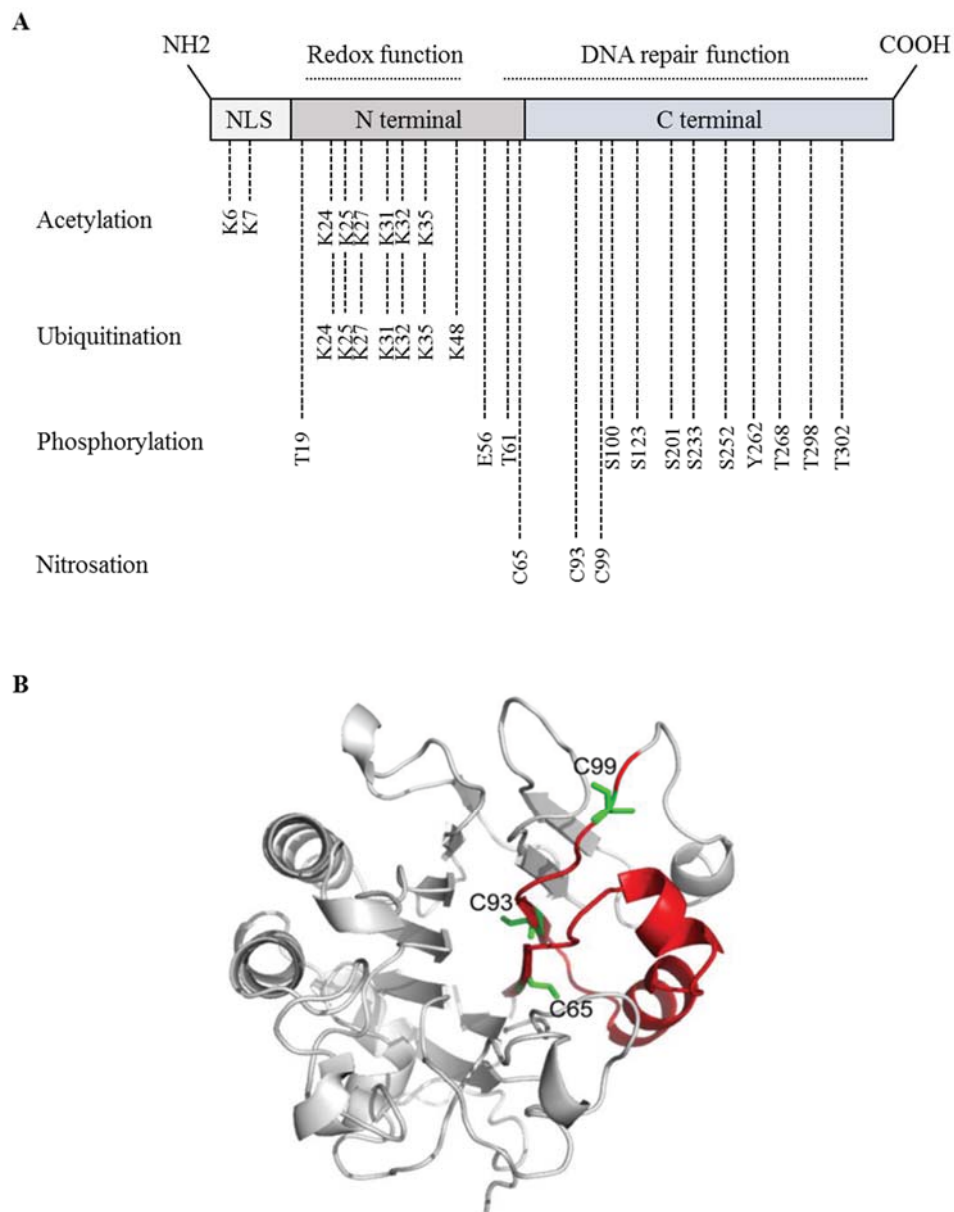 A
NH2
Redox function
DNA repair function
COOH
NLS
N terminal
C terminal
Acetylation
K6
K7
K24
K25
K27
K31
K32
K35
Ubiquitination
K24
K25
K27
K31
K32
K35
K48
Phosphorylation
T19
E56
T61
S100
S123
S201
S233
S252
Y262
T268
T298
T302
Nitrosation
C65
C93
C99
B
C99
C93
C65